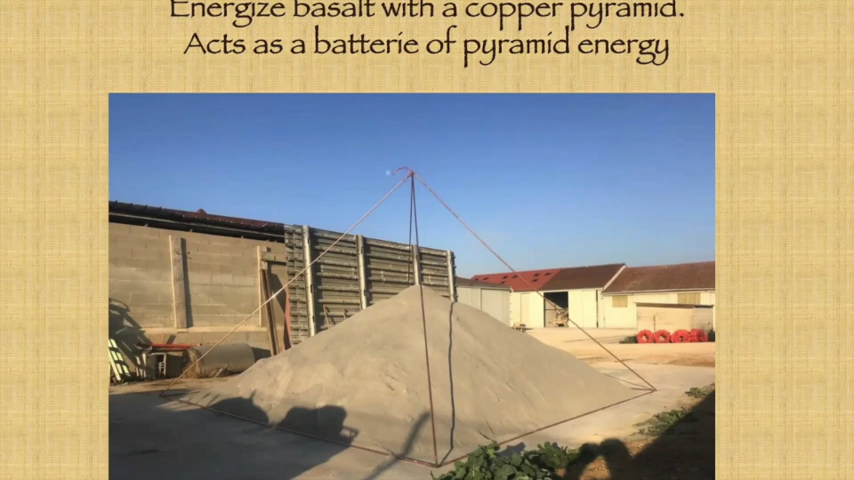 Energize basalt with a copper pyramid.
Acts as a batterie of pyramid energy